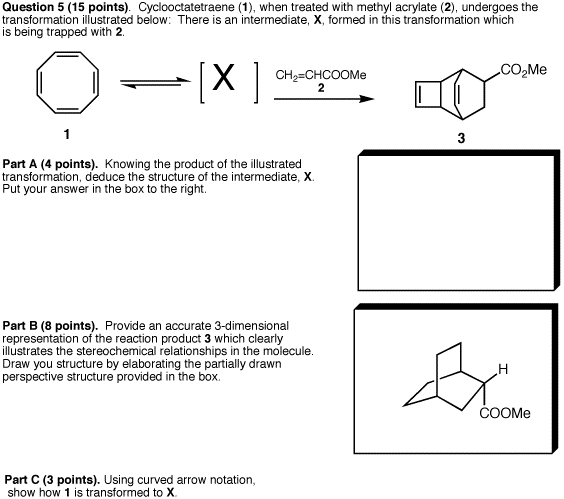 Question 5 (15 points). Cyclooctatetraene (1), when treated with methyl acrylate (2), undergoes the
transformation illustrated below: There is an intermediate, X, formed in this transformation which
is being trapped with 2.
[ X ]
CH2=CHCOOMe
2
CO2Me
1
3
Part A (4 points). Knowing the product of the illustrated
transformation, deduce the structure of the intermediate, X.
Put your answer in the box to the right.
Part B (8 points). Provide an accurate 3-dimensional
representation of the reaction product 3 which clearly
illustrates the stereochemical relationships in the molecule.
Draw you structure by elaborating the partially drawn
perspective structure provided in the box.
H
COOMe
Part C (3 points). Using curved arrow notation,
show how 1 is transformed to X.